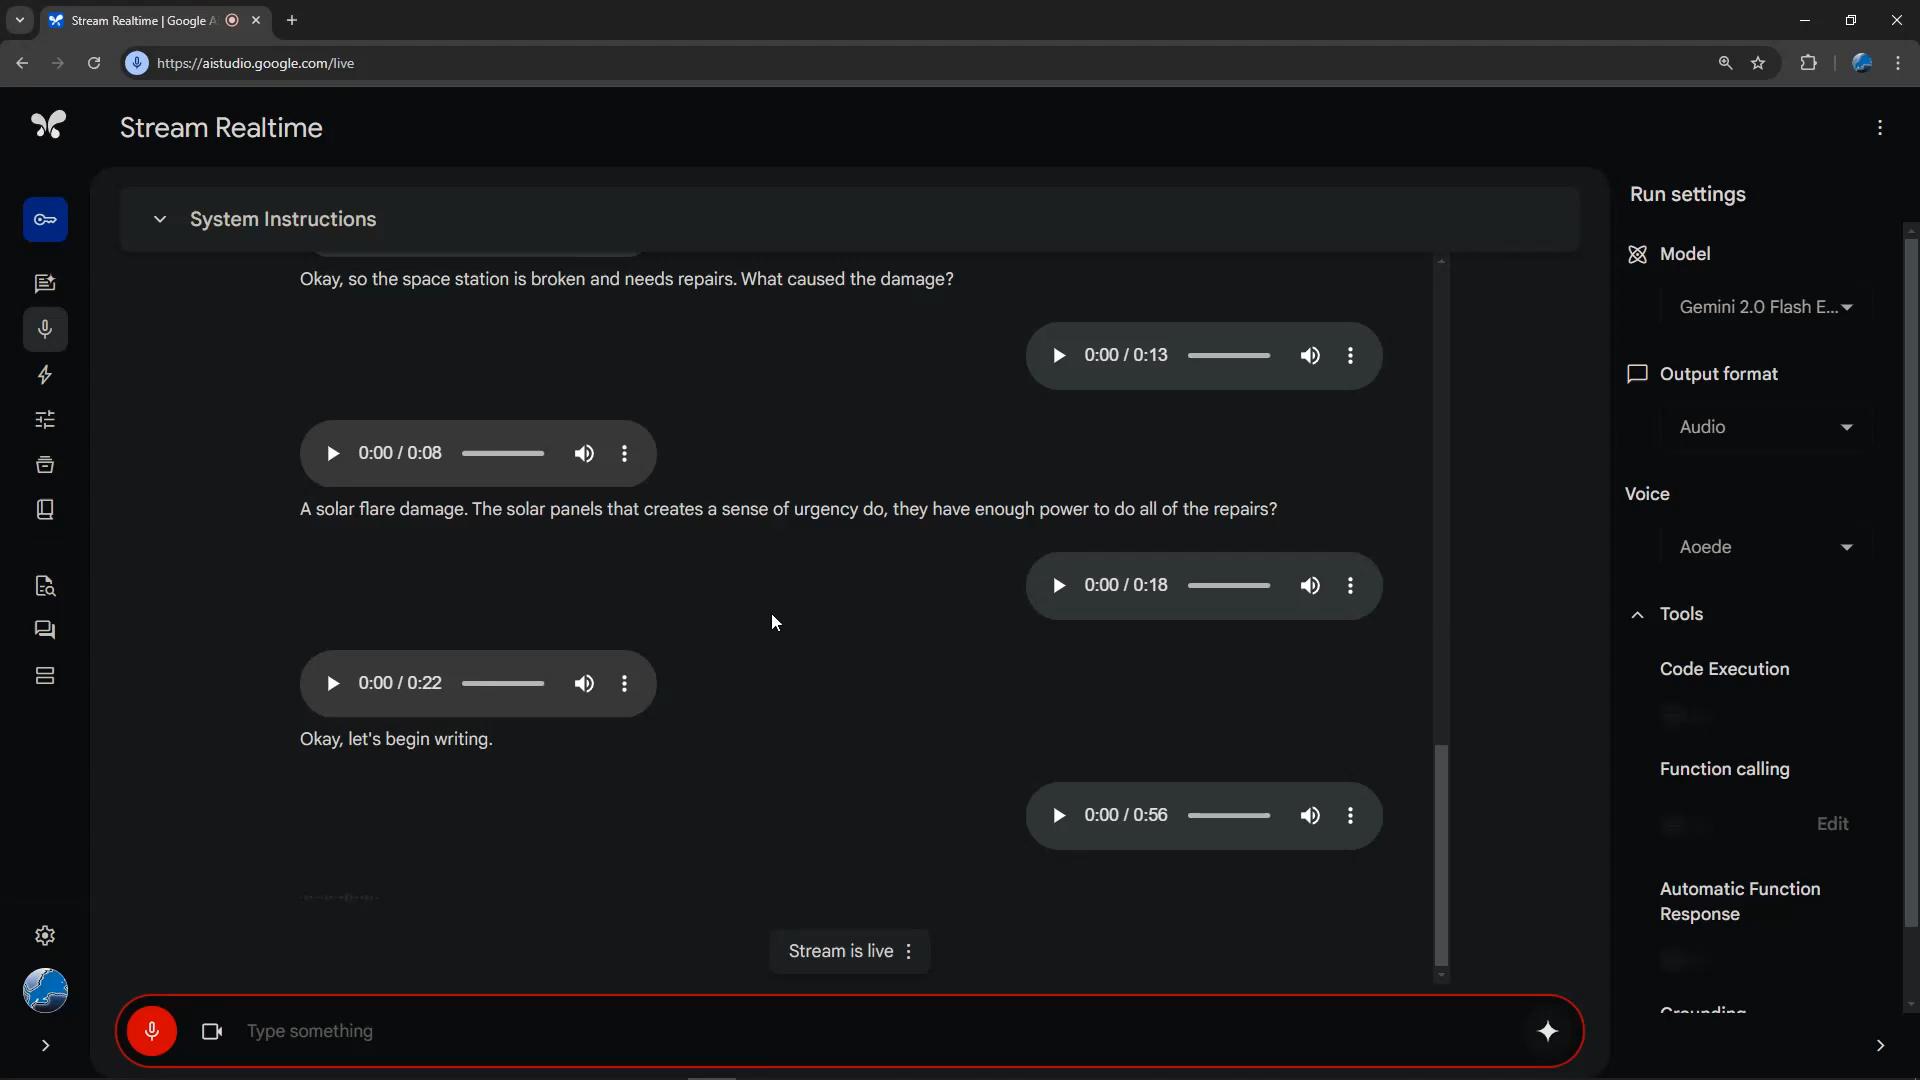 Stream Realtime | Google A
https://aistudio.google.com/live
Stream Realtime
System Instructions
Okay, so the space station is broken and needs repairs. What caused the damage?
0:00 / 0:13
0:00 / 0:08
A solar flare damage. The solar panels that creates a sense of urgency do, they have enough power to do all of the repairs?
0:00 / 0:18
0:00 / 0:22
Okay, let's begin writing.
0:00 / 0:56
Stream is live
Type something
Run settings
Model
Gemini 2.0 Flash E...
Output format
Audio
Voice
Aoede
Tools
Code Execution
Function calling
Edit
Automatic Function
Response
Grounding